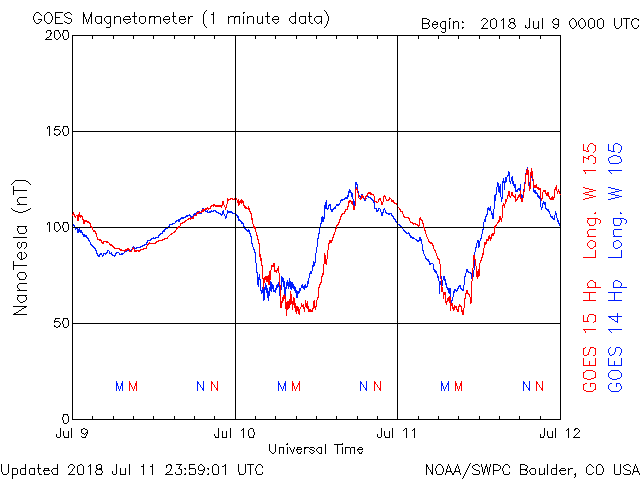 GOES Magnetometer (1 minute data)
Begin: 2018 Jul 9 0000 UTC
200
150
100
50
0
NanoTesla (nT)
M M N N M M N N M M N N
Jul 9 Jul 10 Jul 11 Jul 12
Universal Time
GOES 15 Hp Long. W 135
GOES 14 Hp Long. W 105
Updated 2018 Jul 11 23:59:01 UTC
NOAA/SWPC Boulder, CO USA